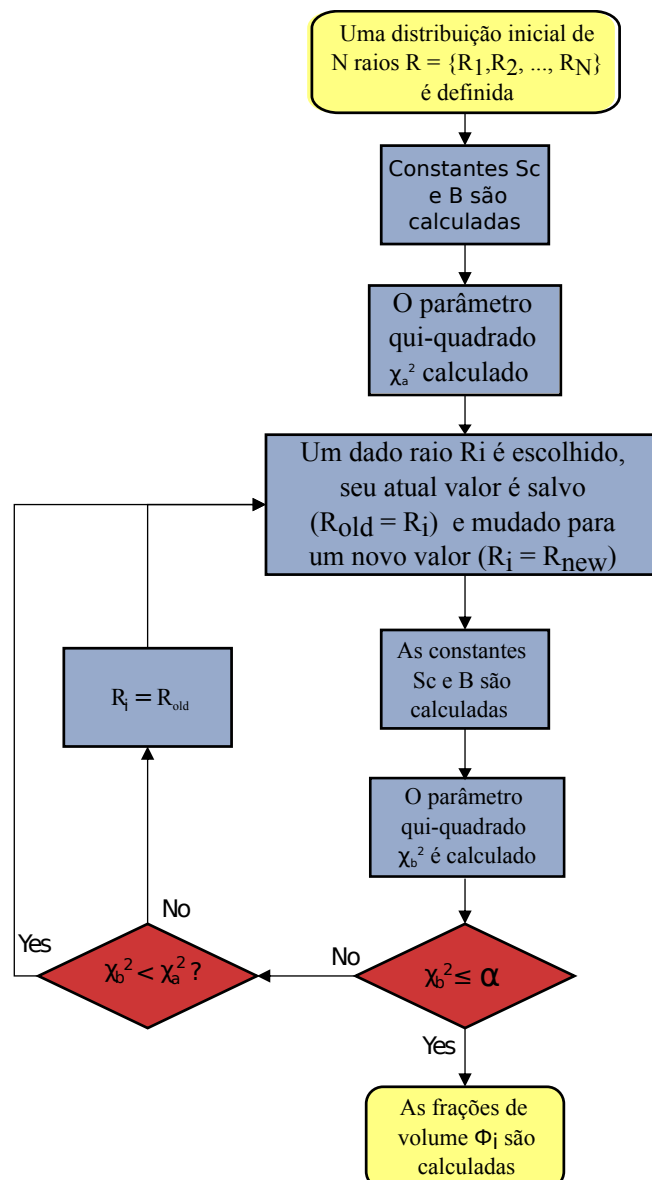 Uma distribuição inicial de
N raios R = {R1,R2, ..., RN}
é definida
Constantes Sc
e B são
calculadas
O parâmetro
qui-quadrado
χa² calculado
Um dado raio Ri é escolhido,
seu atual valor é salvo
(Rold = Ri) e mudado para
um novo valor (Ri = Rnew)
As constantes
Sc e B são
calculadas
Ri = Rold
O parâmetro
qui-quadrado
χb² é calculado
No
Yes
χb² < χa² ?
No
χb² ≤ α
Yes
As frações de
volume Φi são
calculadas